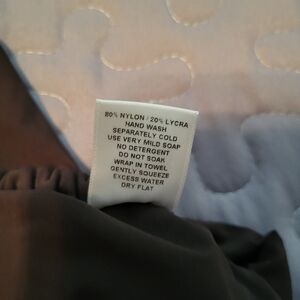 80% NYLON / 20% LYCRA
HAND WASH
SEPARATELY COLD
USE VERY MILD SOAP
NO DETERGENT
DO NOT SOAK
WRAP IN TOWEL
GENTLY SQUEEZE
EXCESS WATER
DRY FLAT